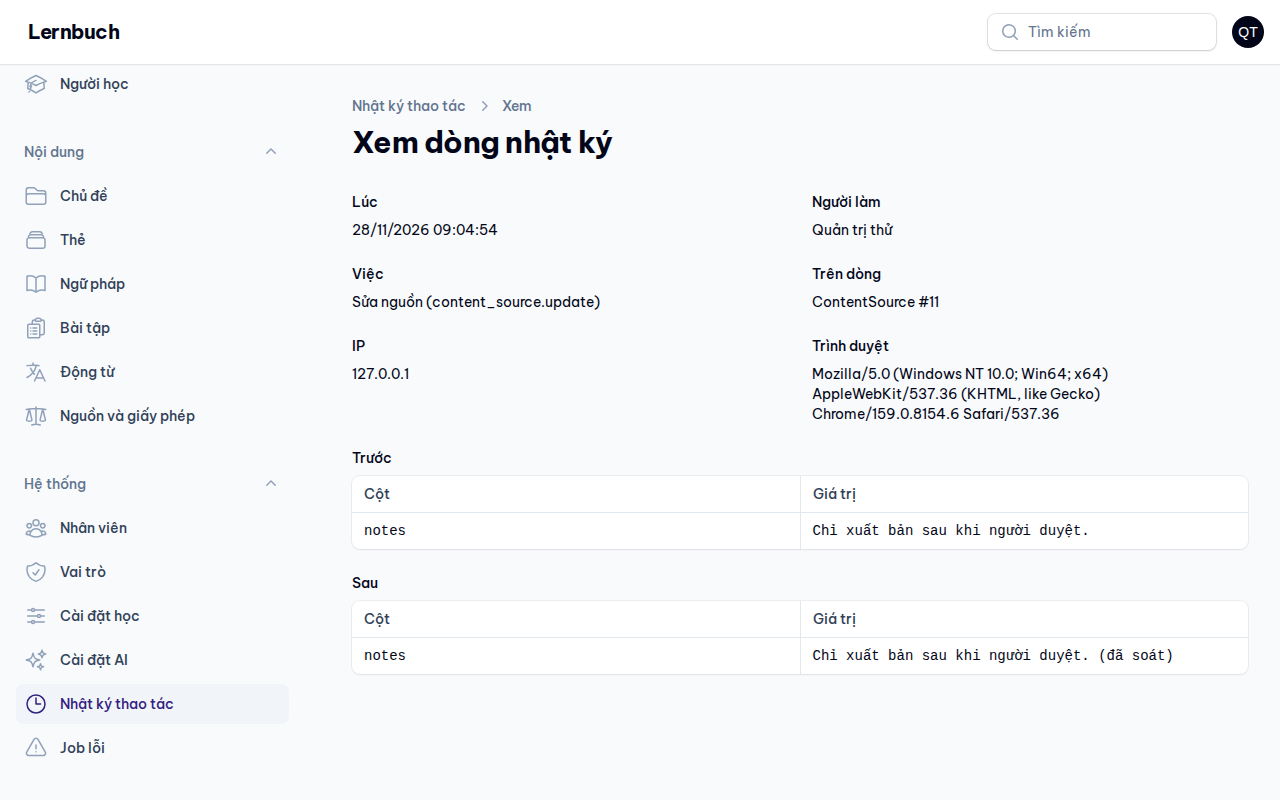 Lernbuch
Tìm kiếm
QT
Người học
Nội dung
Chủ đề
Thẻ
Ngữ pháp
Bài tập
Động từ
Nguồn và giấy phép
Hệ thống
Nhân viên
Vai trò
Cài đặt học
Cài đặt AI
Nhật ký thao tác
Job lỗi
Nhật ký thao tác > Xem
Xem dòng nhật ký
Lúc
28/11/2026 09:04:54
Người làm
Quản trị thử
Việc
Sửa nguồn (content_source.update)
Trên dòng
ContentSource #11
IP
127.0.0.1
Trình duyệt
Mozilla/5.0 (Windows NT 10.0; Win64; x64)
AppleWebKit/537.36 (KHTML, like Gecko)
Chrome/159.0.8154.6 Safari/537.36
Trước
Cột Giá trị
notes Chỉ xuất bản sau khi người duyệt.
Sau
Cột Giá trị
notes Chỉ xuất bản sau khi người duyệt. (đã soát)